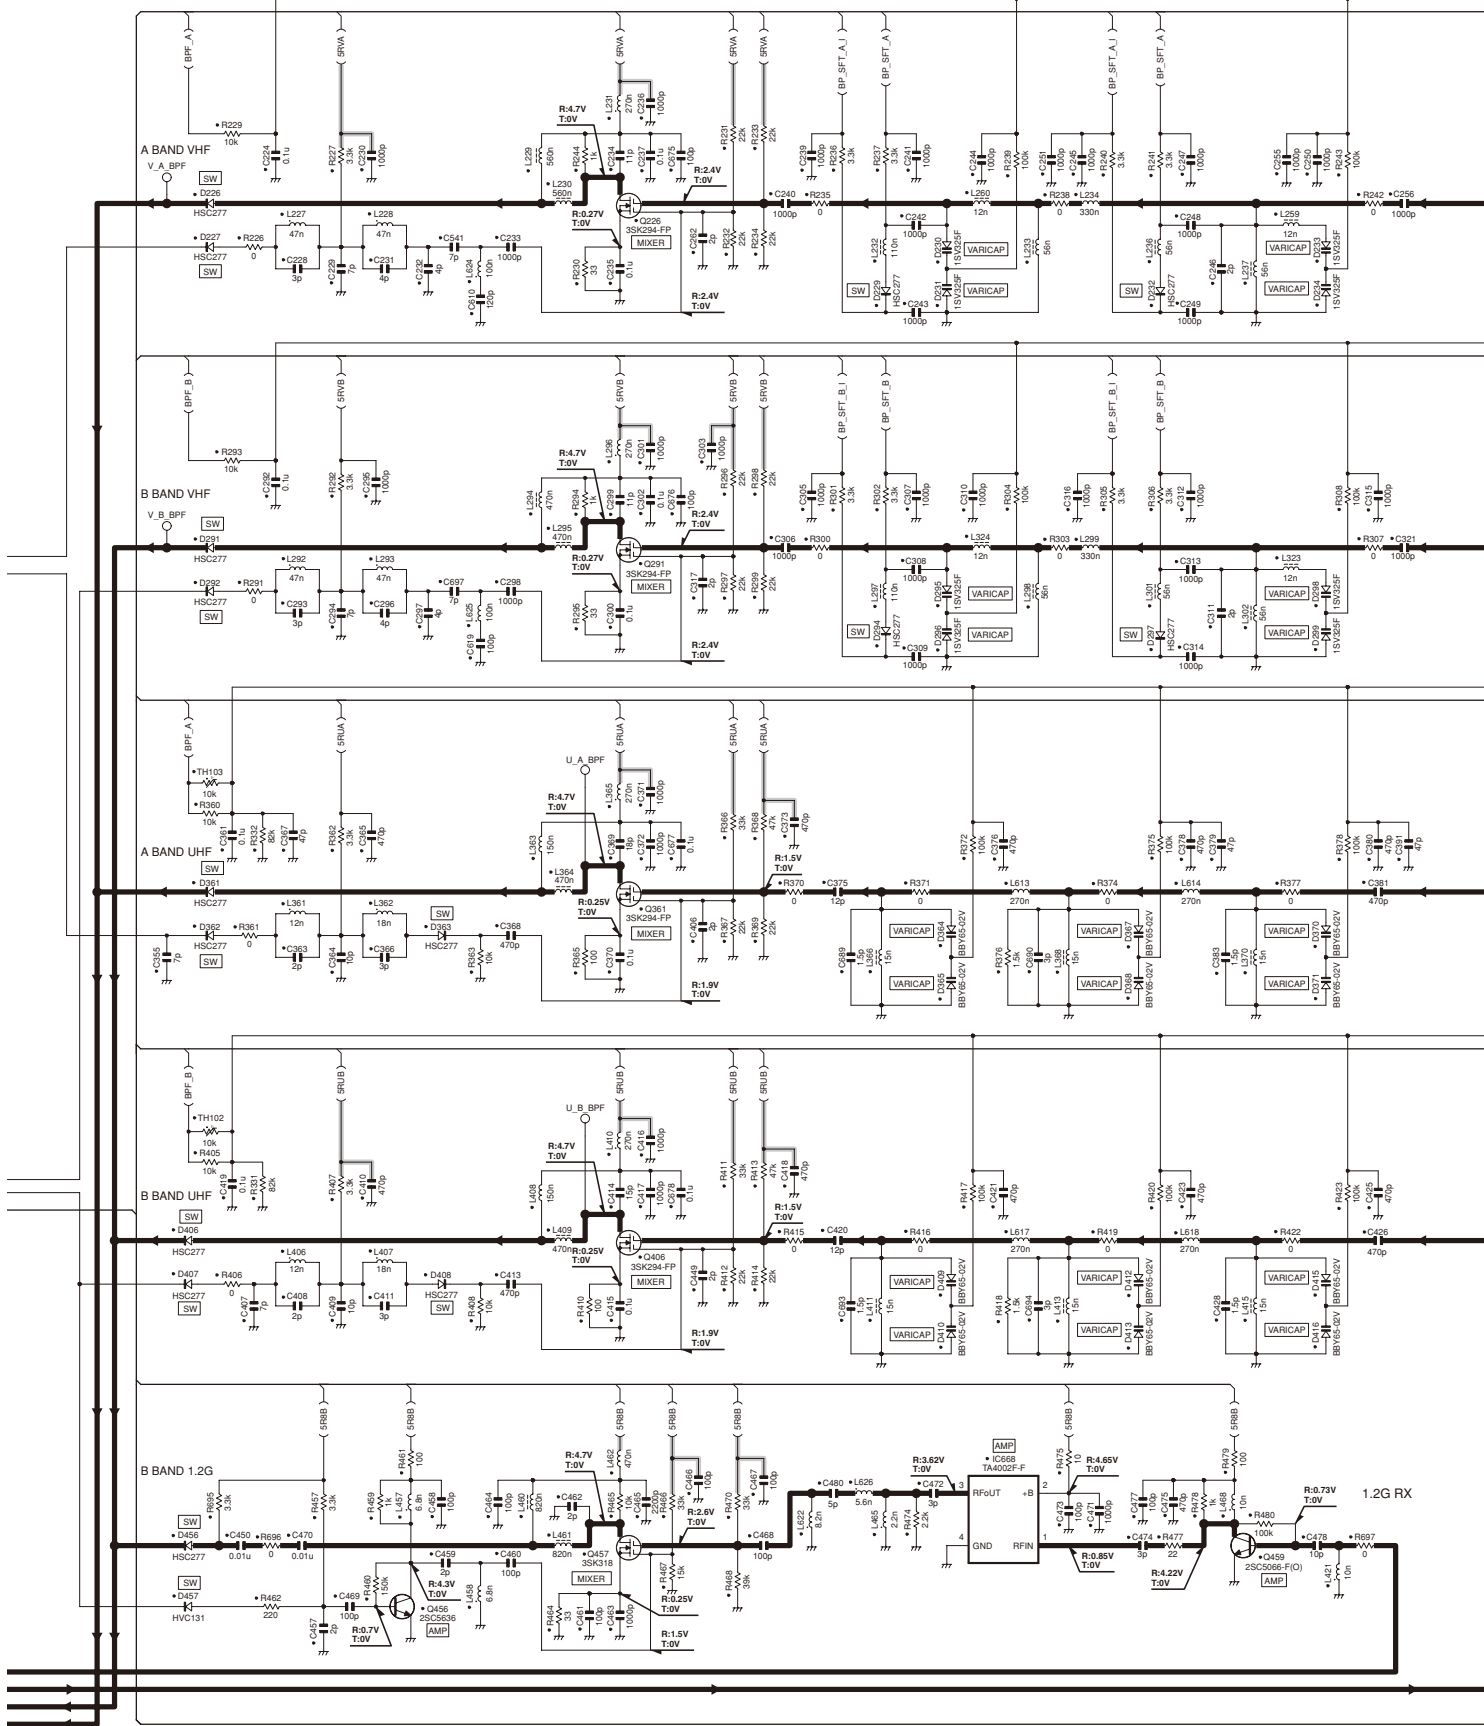 BPF_A
5RVA
5RVA
5RVA
5RVA
BP_SFT_A_I
BP_SFT_A
BP_SFT_A_I
BP_SFT_A
A BAND VHF
V_A_BPF
R229
10k
C224
0.1u
R227
3.3k
C230
1000p
L231
270n
C236
1000p
R:4.7V
T:0V
L229
560n
R244
1k
C234
11p
C237
0.1u
C675
100p
R231
22k
R233
22k
C239
1000p
R236
3.3k
R237
3.3k
C241
1000p
C244
1000p
R239
100k
C251
1000p
C245
1000p
R240
3.3k
R241
3.3k
C247
1000p
C255
1000p
C250
1000p
R243
100k
SW
D226
HSC277
L230
560n
R:2.4V
T:0V
C240
1000p
R235
0
L260
12n
R238
0
L234
330n
R242
0
C256
1000p
D227
HSC277
SW
R226
0
L227
47n
C228
3p
C229
7p
L228
47n
C231
4p
C232
4p
C541
7p
L624
100n
C610
120p
C233
1000p
R:0.27V
T:0V
Q226
3SK294-FP
MIXER
R230
33
C235
0.1u
C262
2p
R232
22k
R234
22k
R:2.4V
T:0V
C242
1000p
L232
110n
SW
D229
HSC277
C243
1000p
D230
1SV325F
VARICAP
D231
1SV325F
VARICAP
L233
56n
C248
1000p
L236
56n
SW
D232
HSC277
C249
1000p
C246
2p
L237
56n
L259
12n
VARICAP
D233
1SV325F
VARICAP
D234
1SV325F
BPF_B
5RVB
5RVB
5RVB
5RVB
BP_SFT_B_I
BP_SFT_B
BP_SFT_B_I
BP_SFT_B
B BAND VHF
V_B_BPF
R293
10k
C292
0.1u
R292
3.3k
C295
1000p
L296
270n
C301
1000p
C303
1000p
R:4.7V
T:0V
L294
470n
R294
1k
C299
1p
C302
0.1u
C676
100p
R296
22k
R298
22k
C305
1000p
R301
3.3k
R302
3.3k
C307
1000p
C310
1000p
R304
100k
C316
1000p
R305
3.3k
R306
3.3k
C312
1000p
R308
100k
C315
1000p
SW
D291
HSC277
L295
470n
R:2.4V
T:0V
C306
1000p
R300
0
L324
12n
R303
0
L299
330n
R307
0
C321
1000p
D292
HSC277
SW
R291
0
L292
47n
C293
3p
C294
7p
L293
47n
C296
4p
C297
4p
C697
7p
L625
100n
C619
100p
C298
1000p
R:0.27V
T:0V
Q291
3SK294-FP
MIXER
R295
33
C300
0.1u
C317
2p
R297
22k
R299
22k
R:2.4V
T:0V
C308
1000p
L297
110n
SW
D294
HSC277
C309
1000p
D295
1SV325F
VARICAP
D296
1SV325F
VARICAP
L298
56n
C313
1000p
L301
56n
SW
D297
HSC277
C314
1000p
C311
2p
L302
56n
L323
12n
VARICAP
D298
1SV325F
VARICAP
D299
1SV325F
BPF_A
5RUA
5RUA
5RUA
5RUA
A BAND UHF
TH103
10k
R360
10k
C361
0.1u
R332
82k
C367
47p
R362
3.3k
C365
470p
U_A_BPF
L365
270n
C371
1000p
R:4.7V
T:0V
L363
150n
C369
18p
C372
1000p
C677
0.1u
R366
33k
R368
47k
C373
470p
R372
100k
C376
470p
R375
100k
C378
470p
C379
47p
R378
100k
C380
470p
C391
47p
SW
D361
HSC277
L364
470n
R:1.5V
T:0V
R370
0
C375
12p
R371
0
L613
270n
R374
0
L614
270n
R377
0
C381
470p
C355
7p
D362
HSC277
SW
R361
0
L361
12n
C363
2p
C364
10p
L362
18n
C366
3p
SW
D363
HSC277
R363
10k
C368
470p
R:0.25V
T:0V
Q361
3SK294-FP
MIXER
R365
100
C370
0.1u
C406
2p
R367
22k
R369
22k
R:1.9V
T:0V
C689
1.5p
L366
15n
VARICAP
D364
BBY65-02V
VARICAP
D365
BBY65-02V
R376
1.5k
C690
3p
L368
15n
VARICAP
D367
BBY65-02V
VARICAP
D368
BBY65-02V
C383
1.5p
L370
15n
VARICAP
D370
BBY65-02V
VARICAP
D371
BBY65-02V
BPF_B
5RUB
5RUB
5RUB
5RUB
B BAND UHF
TH102
10k
R405
10k
C419
0.1u
R331
82k
R407
3.3k
C410
470p
U_B_BPF
L410
270n
C416
1000p
R:4.7V
T:0V
L408
150n
C414
15p
C417
1000p
C678
0.1u
R411
33k
R413
47k
C418
470p
R417
100k
C421
470p
R420
100k
C423
470p
R423
100k
C425
470p
SW
D406
HSC277
L409
470n
R:1.5V
T:0V
R415
0
C420
12p
R416
0
L617
270n
R419
0
L618
270n
R422
0
C426
470p
D407
HSC277
SW
R406
0
C407
7p
L406
12n
C408
2p
C409
10p
L407
18n
C411
3p
D408
HSC277
SW
R408
10k
C413
470p
R:0.25V
T:0V
Q406
3SK294-FP
MIXER
R410
100
C415
0.1u
C449
2p
R412
22k
R414
22k
R:1.9V
T:0V
C693
1.5p
L411
15n
VARICAP
D409
BBY65-02V
VARICAP
D410
BBY65-02V
R418
1.5k
C694
3p
L413
15n
VARICAP
D412
BBY65-02V
VARICAP
D413
BBY65-02V
C428
1.5p
L415
15n
VARICAP
D415
BBY65-02V
VARICAP
D416
BBY65-02V
5R8B
5R8B
5R8B
5R8B
5R8B
5R8B
5R8B
B BAND 1.2G
R695
3.3k
R457
3.3k
R461
100
R459
1k
L457
6.8n
C458
100p
C464
100p
L460
820n
C462
2p
R:4.7V
T:0V
L462
470n
R465
10k
C465
2200p
R466
33k
C466
100p
R470
33k
C467
100p
C480
5p
L626
5.6n
R:3.62V
T:0V
C472
3p
L622
8.2n
L465
2.2n
R474
2.2k
AMP
IC668
TA4002F-F
3
RFoUT
+B
2
4
GND
RFIN
1
R475
10
R:4.65V
T:0V
C473
100p
C471
1000p
C477
100p
C475
470p
R478
1k
R479
100
L468
10n
R480
100k
R:0.73V
T:0V
1.2G RX
SW
D456
HSC277
C450
0.01u
R696
0
C470
0.01u
L461
820n
Q457
3SK318
MIXER
R:2.6V
T:0V
C468
100p
R:0.85V
T:0V
C474
3p
R477
22
R:4.22V
T:0V
Q459
2SC5066-F(O)
AMP
C478
10p
R697
0
L421
10n
SW
D457
HVC131
R462
220
C457
2p
C469
100p
R460
150k
R:0.7V
T:0V
R:4.3V
T:0V
Q456
2SC5636
AMP
C459
2p
L458
6.8n
C460
100p
R464
33
C461
100p
C463
1000p
R467
15k
R:0.25V
T:0V
R:1.5V
T:0V
R468
39k